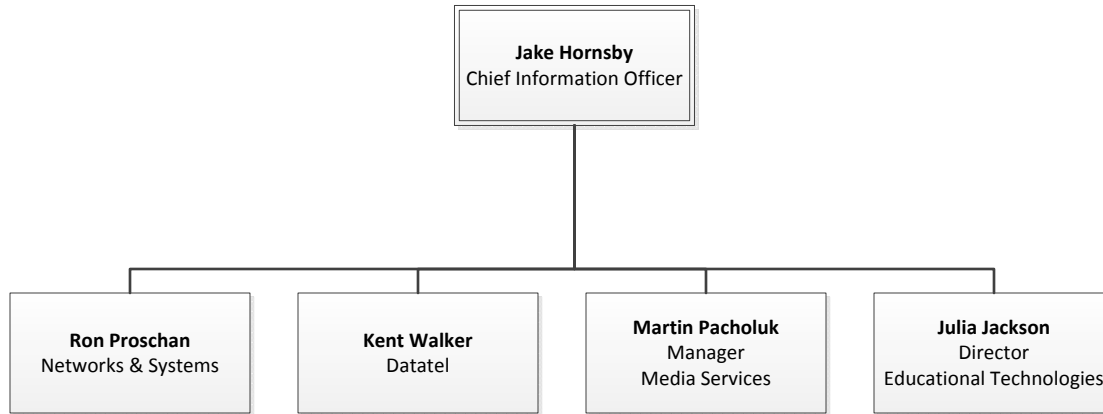 Jake Hornsby
Chief Information Officer
Ron Proschan
Networks & Systems
Kent Walker
Datatel
Martin Pacholuk
Manager
Media Services
Julia Jackson
Director
Educational Technologies